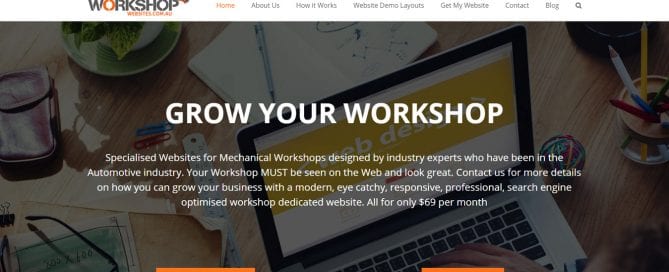 WORKSHOP
WEBSITES.COM.AU
Home About Us How it Works Website Demo Layouts Get My Website Contact Blog
GROW YOUR WORKSHOP
web design
Specialised Websites for Mechanical Workshops designed by industry experts who have been in the
Automotive industry. Your Workshop MUST be seen on the Web and look great. Contact us for more details
on how you can grow your business with a modern, eye catchy, responsive, professional, search engine
optimised workshop dedicated website. All for only $69 per month